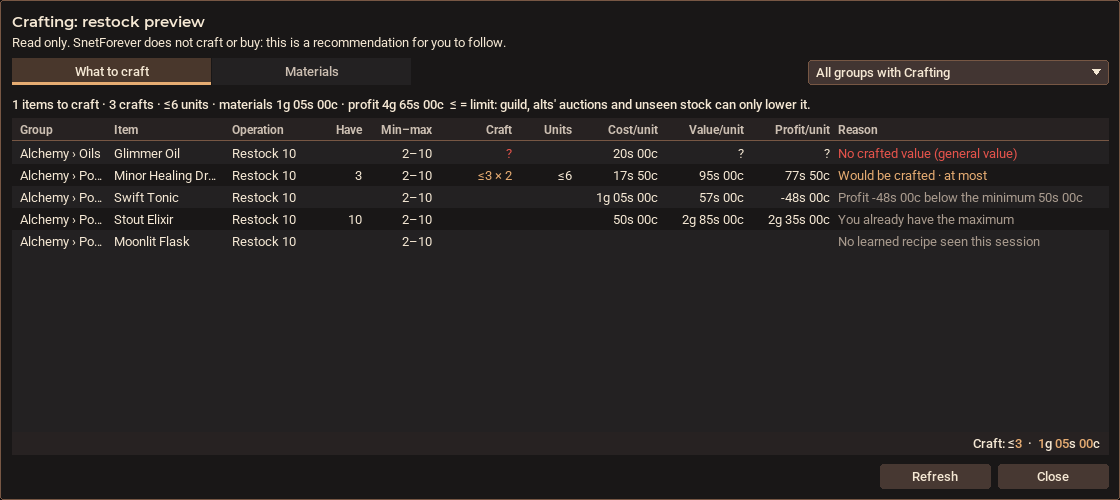 Crafting: restock preview
Read only. SnetForever does not craft or buy: this is a recommendation for you to follow.
What to craft Materials All groups with Crafting
1 items to craft · 3 crafts · ≤6 units · materials 1g 05s 00c · profit 4g 65s 00c ≤ = limit: guild, alts' auctions and unseen stock can only lower it.
Group Item Operation Have Min–max Craft Units Cost/unit Value/unit Profit/unit Reason
Alchemy › Oils Glimmer Oil Restock 10 2–10 ? 20s 00c ? ? No crafted value (general value)
Alchemy › Po... Minor Healing Dr... Restock 10 3 2–10 ≤3 × 2 ≤6 17s 50c 95s 00c 77s 50c Would be crafted · at most
Alchemy › Po... Swift Tonic Restock 10 2–10 1g 05s 00c 57s 00c -48s 00c Profit -48s 00c below the minimum 50s 00c
Alchemy › Po... Stout Elixir Restock 10 10 2–10 50s 00c 2g 85s 00c 2g 35s 00c You already have the maximum
Alchemy › Po... Moonlit Flask Restock 10 2–10 No learned recipe seen this session
Craft: ≤3 · 1g 05s 00c
Refresh Close